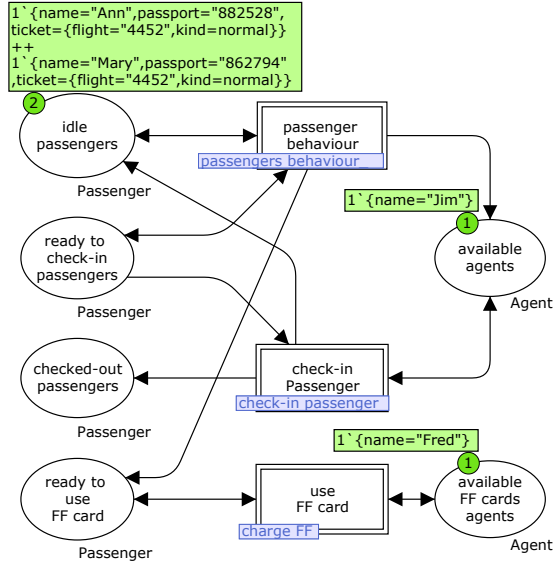 1`{name="Ann",passport="882528",
ticket={flight="4452",kind=normal}}
++
1`{name="Mary",passport="862794"
,ticket={flight="4452",kind=normal}}
2
idle
passengers
Passenger
passenger
behaviour
passengers behaviour_
1`{name="Jim"}
1
available
agents
Agent
ready to
check-in
passengers
Passenger
checked-out
passengers
Passenger
check-in
Passenger
check-in passenger
1`{name="Fred"}
1
available
FF cards
agents
Agent
ready to
use
FF card
Passenger
use
FF card
charge FF